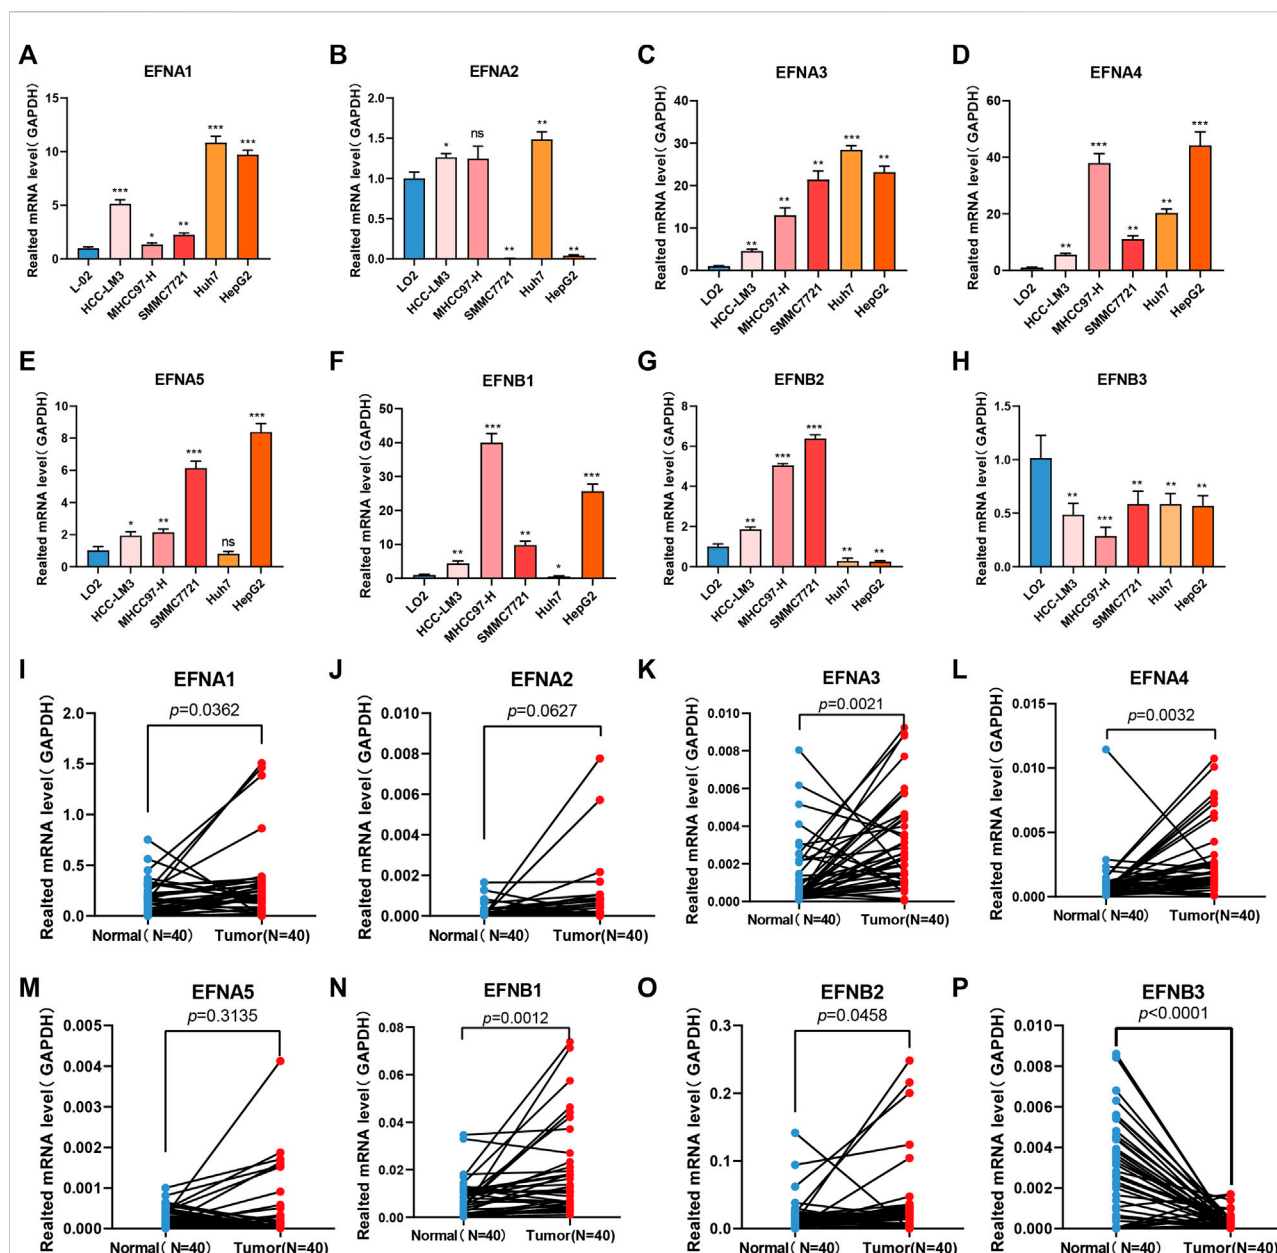 A
EFNA1
Realted mRNA level( GAPDH)
15
10
5
0
***
***
*
**
***
***
L-02
HCC-LM3
MHCC97-H
SMMC7721
Huh7
HepG2
B
EFNA2
Realted mRNA level( GAPDH)
2.0
1.5
1.0
0.5
0.0
*
ns
**
**
**
LO2
HCC-LM3
MHCC97-H
SMMC7721
Huh7
HepG2
C
EFNA3
Realted mRNA level( GAPDH)
40
30
20
10
0
**
**
**
***
**
LO2
HCC-LM3
MHCC97-H
SMMC7721
Huh7
HepG2
D
EFNA4
Realted mRNA level( GAPDH)
60
40
20
0
**
***
**
**
***
LO2
HCC-LM3
MHCC97-H
SMMC7721
Huh7
HepG2
E
EFNA5
Realted mRNA level( GAPDH)
10
8
6
4
2
0
*
**
***
ns
***
LO2
HCC-LM3
MHCC97-H
SMMC7721
Huh7
HepG2
F
EFNB1
Realted mRNA level( GAPDH)
50
40
30
20
10
0
**
***
**
*
***
LO2
HCC-LM3
MHCC97-H
SMMC7721
Huh7
HepG2
G
EFNB2
Realted mRNA level( GAPDH)
8
6
4
2
0
**
***
***
**
**
LO2
HCC-LM3
MHCC97-H
SMMC7721
Huh7
HepG2
H
EFNB3
Realted mRNA level( GAPDH)
1.5
1.0
0.5
0.0
**
***
**
**
**
LO2
HCC-LM3
MHCC97-H
SMMC7721
Huh7
HepG2
I
EFNA1
p=0.0362
Realted mRNA level( GAPDH)
2.0
1.5
1.0
0.5
0.0
Normal( N=40) Tumor(N=40)
J
EFNA2
p=0.0627
Realted mRNA level( GAPDH)
0.010
0.008
0.006
0.004
0.002
0.000
Normal( N=40) Tumor(N=40)
K
EFNA3
p=0.0021
Realted mRNA level( GAPDH)
0.010
0.008
0.006
0.004
0.002
0.000
Normal( N=40) Tumor(N=40)
L
EFNA4
p=0.0032
Realted mRNA level( GAPDH)
0.015
0.010
0.005
0.000
Normal( N=40) Tumor(N=40)
M
EFNA5
p=0.3135
Realted mRNA level( GAPDH)
0.005
0.004
0.003
0.002
0.001
0.000
Normal( N=40) Tumor(N=40)
N
EFNB1
p=0.0012
Realted mRNA level( GAPDH)
0.08
0.06
0.04
0.02
0.00
Normal( N=40) Tumor(N=40)
O
EFNB2
p=0.0458
Realted mRNA level( GAPDH)
0.3
0.2
0.1
0.0
Normal( N=40) Tumor(N=40)
P
EFNB3
p<0.0001
Realted mRNA level( GAPDH)
0.010
0.008
0.006
0.004
0.002
0.000
Normal( N=40) Tumor(N=40)